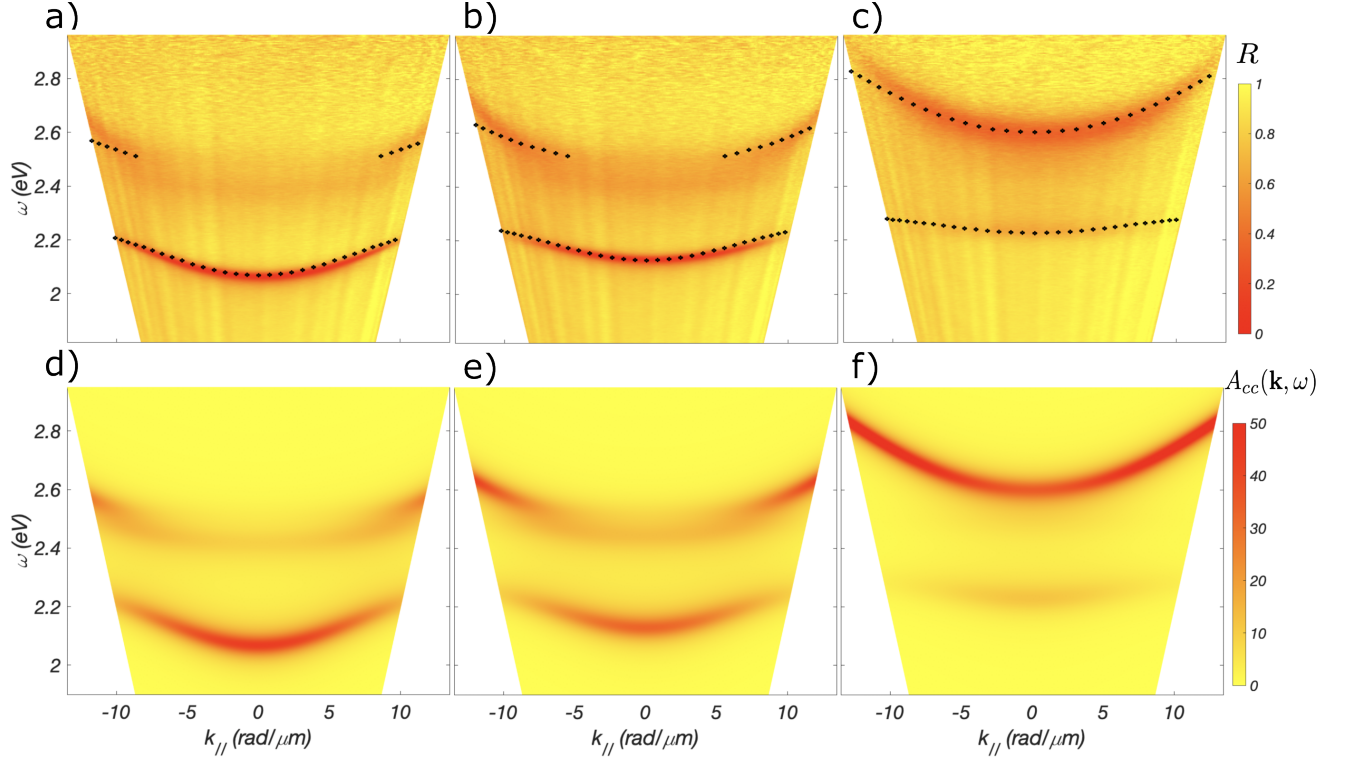 a) b) c)
R
2.8
2.6
2.4
2.2
2
ω (eV)
1
0.8
0.6
0.4
0.2
0
d) e) f)
A_cc(k, ω)
2.8
2.6
2.4
2.2
2
ω (eV)
50
40
30
20
10
0
-10 -5 0 5 10 -10 -5 0 5 10 -10 -5 0 5 10
k_// (rad/μm) k_// (rad/μm) k_// (rad/μm)